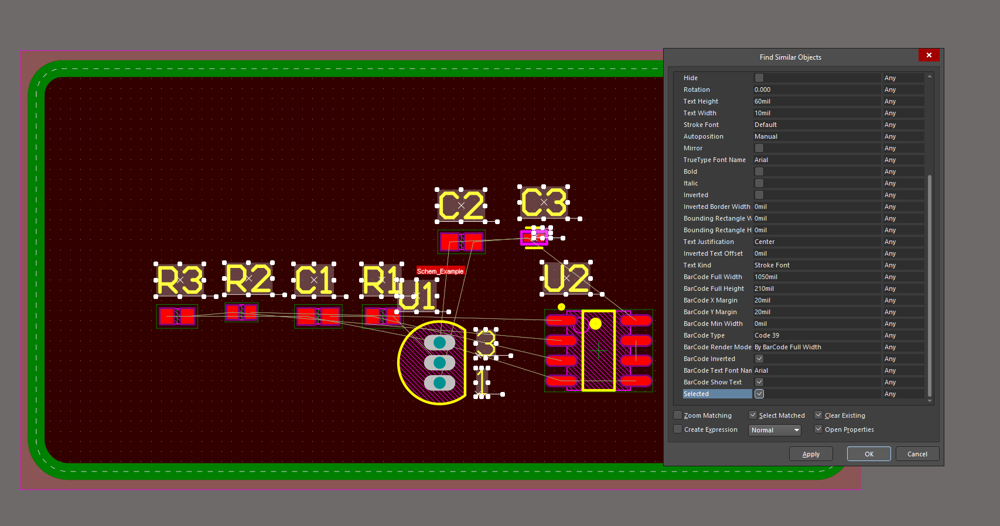 Find Similar Objects
Hide Any
Rotation 0.000 Any
Text Height 60mil Any
Text Width 10mil Any
Stroke Font Default Any
Autoposition Manual Any
Mirror Any
TrueType Font Name Arial Any
Bold Any
Italic Any
Inverted Any
Inverted Border Width 0mil Any
Bounding Rectangle W 0mil Any
Bounding Rectangle H 0mil Any
Text Justification Center Any
Inverted Text Offset 0mil Any
Text Kind Stroke Font Any
BarCode Full Width 1050mil Any
BarCode Full Height 210mil Any
BarCode X Margin 20mil Any
BarCode Y Margin 20mil Any
BarCode Min Width 0mil Any
BarCode Type Code 39 Any
BarCode Render Mode By BarCode Full Width Any
BarCode Inverted Any
BarCode Text Font Nan Arial Any
BarCode Show Text Any
Selected Any
Zoom Matching Select Matched Clear Existing
Create Expression Normal Open Properties
Apply OK Cancel
C2 C3
R3 R2 C1 R1 U1 U2
Schem_Example
3
1